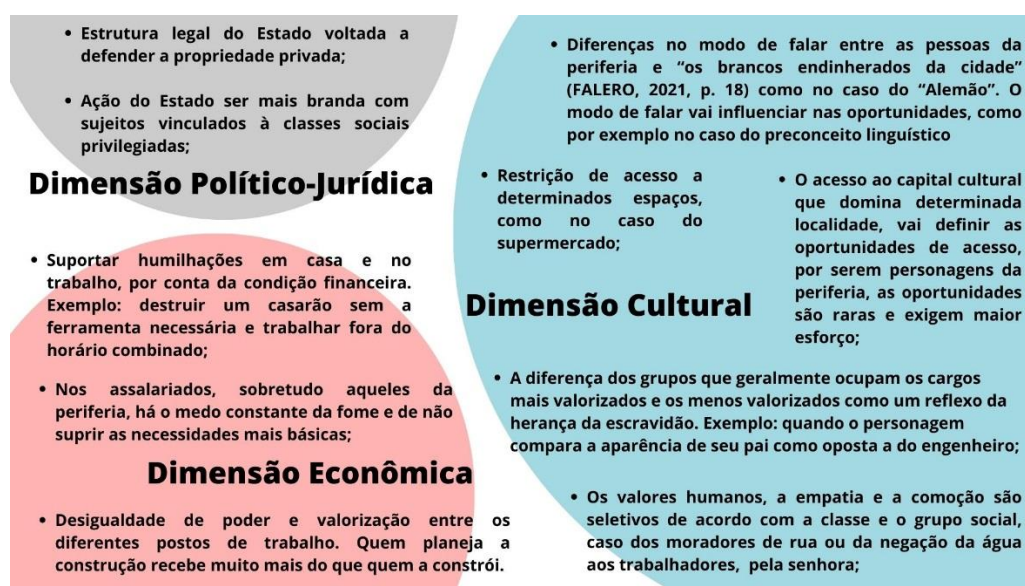 • Estrutura legal do Estado voltada a
defender a propriedade privada;
• Ação do Estado ser mais branda com
sujeitos vinculados à classes sociais
privilegiadas;
Dimensão Político-Jurídica
• Suportar humilhações em casa e no
trabalho, por conta da condição financeira.
Exemplo: destruir um casarão sem a
ferramenta necessária e trabalhar fora do
horário combinado;
• Nos assalariados, sobretudo aqueles da
periferia, há o medo constante da fome e de não
suprir as necessidades mais básicas;
Dimensão Econômica
• Desigualdade de poder e valorização entre os
diferentes postos de trabalho. Quem planeja a
construção recebe muito mais do que quem a constrói.
• Diferenças no modo de falar entre as pessoas da
periferia e “os brancos endinherados da cidade”
(FALERO, 2021, p. 18) como no caso do “Alemão”. O
modo de falar vai influenciar nas oportunidades, como
por exemplo no caso do preconceito linguístico
• Restrição de acesso a
determinados espaços,
como no caso do
supermercado;
• O acesso ao capital cultural
que domina determinada
localidade, vai definir as
oportunidades de acesso,
por serem personagens da
periferia, as oportunidades
são raras e exigem maior
esforço;
Dimensão Cultural
• A diferença dos grupos que geralmente ocupam os cargos
mais valorizados e os menos valorizados como um reflexo da
herança da escravidão. Exemplo: quando o personagem
compara a aparência de seu pai como oposta a do engenheiro;
• Os valores humanos, a empatia e a comoção são
seletivos de acordo com a classe e o grupo social,
caso dos moradores de rua ou da negação da água
aos trabalhadores, pela senhora;